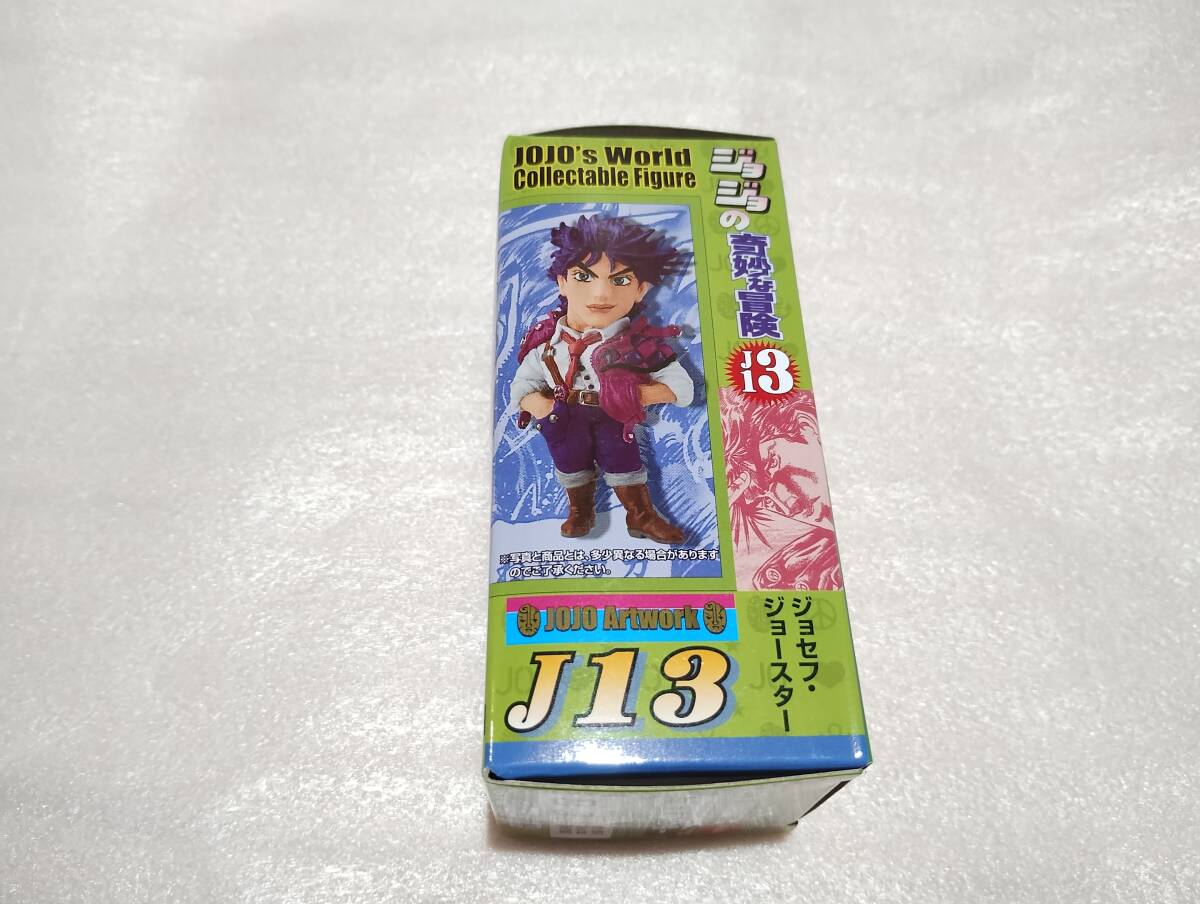 JOJO's World
Collectable Figure
※写真と商品とは、多少異なる場合があります
のでご了承ください。
JOJO Artwork
J13
ジョジョの
奇妙な冒険
J13
ジョセフ・
ジョースター